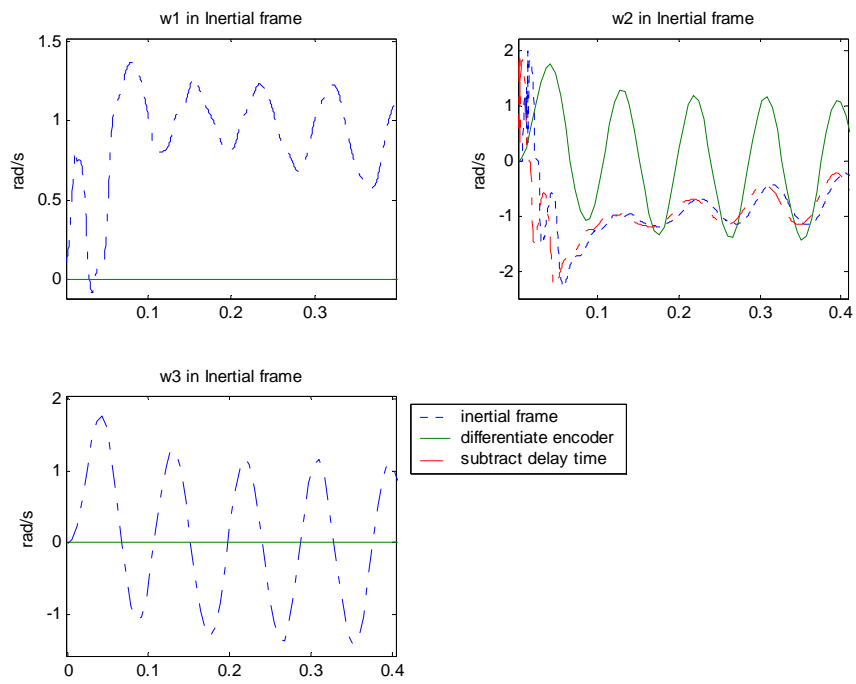 w1 in Inertial frame
1.5
1
0.5
0
rad/s
0.1
0.2
0.3
w2 in Inertial frame
2
1
0
-1
-2
rad/s
0.1
0.2
0.3
0.4
w3 in Inertial frame
2
1
0
-1
rad/s
0
0.1
0.2
0.3
0.4
inertial frame
differentiate encoder
subtract delay time